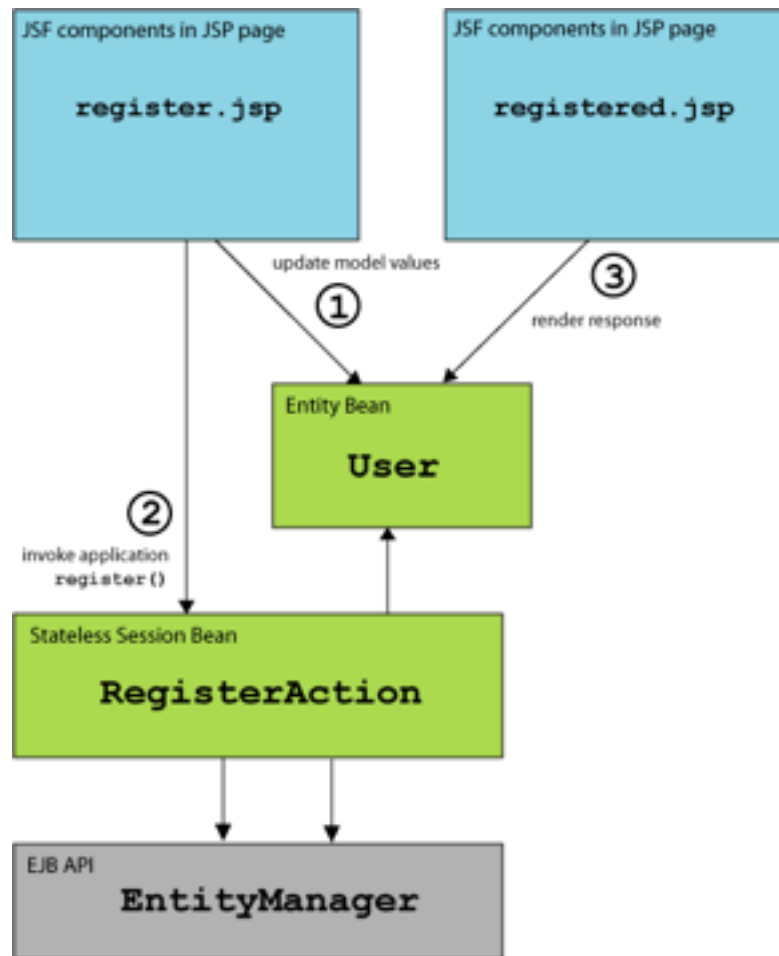 JSF components in JSP page
register.jsp
JSF components in JSP page
registered.jsp
update model values
1
3
render response
Entity Bean
User
2
invoke application
register()
Stateless Session Bean
RegisterAction
EJB API
EntityManager